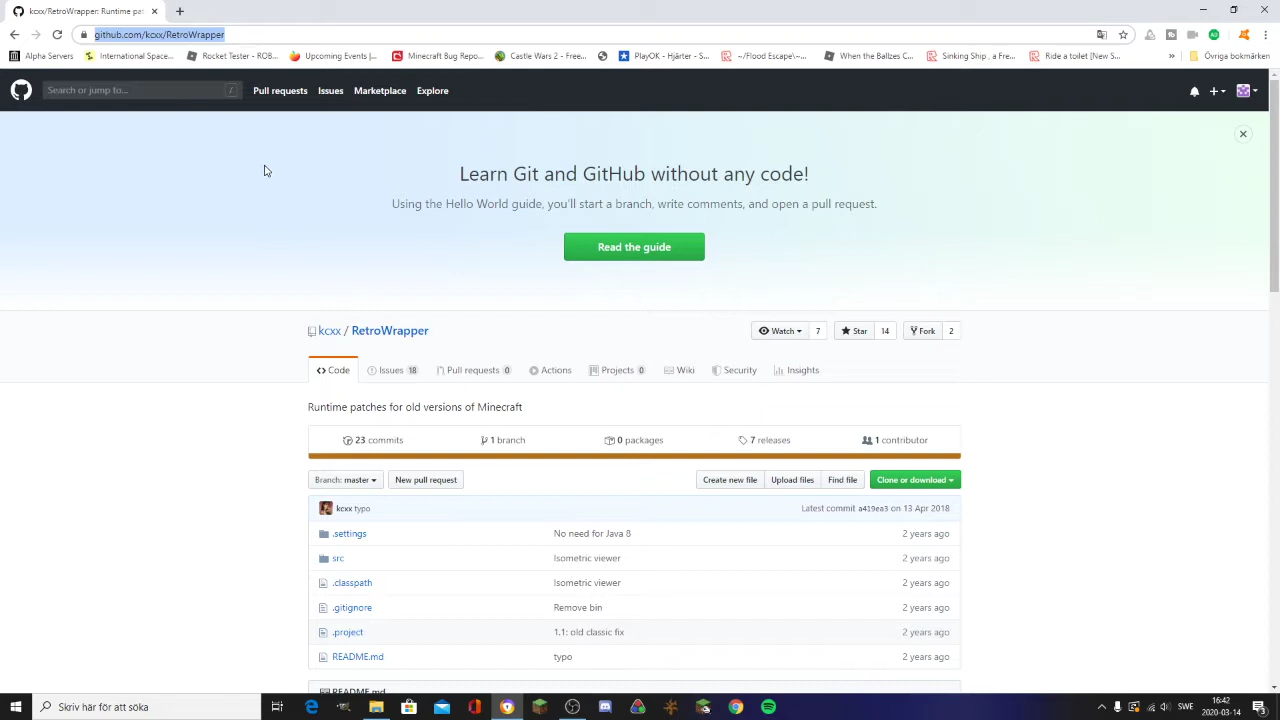 kcxx/RetroWrapper: Runtime pat
github.com/kcxx/RetroWrapper
Alpha Servers
International Space...
Rocket Tester - ROB...
Upcoming Events |...
Minecraft Bug Repo...
Castle Wars 2 - Free...
PlayOK - Hjärter - S...
~/Flood Escape\~...
When the Ballzes C...
Sinking Ship , a Fre...
Ride a toilet [New S...
»
Övriga bokmärken
Search or jump to...
/
Pull requests
Issues
Marketplace
Explore
Learn Git and GitHub without any code!
Using the Hello World guide, you'll start a branch, write comments, and open a pull request.
Read the guide
kcxx / RetroWrapper
Watch 7
Star 14
Fork 2
Code
Issues 18
Pull requests 0
Actions
Projects 0
Wiki
Security
Insights
Runtime patches for old versions of Minecraft
23 commits
1 branch
0 packages
7 releases
1 contributor
Branch: master
New pull request
Create new file
Upload files
Find file
Clone or download
kcxx typo
Latest commit a419ea3 on 13 Apr 2018
.settings No need for Java 8 2 years ago
src Isometric viewer 2 years ago
.classpath Isometric viewer 2 years ago
.gitignore Remove bin 2 years ago
.project 1.1: old classic fix 2 years ago
README.md typo 2 years ago
README.md
Skriv här för att söka
SWE
16:42
2020-03-14